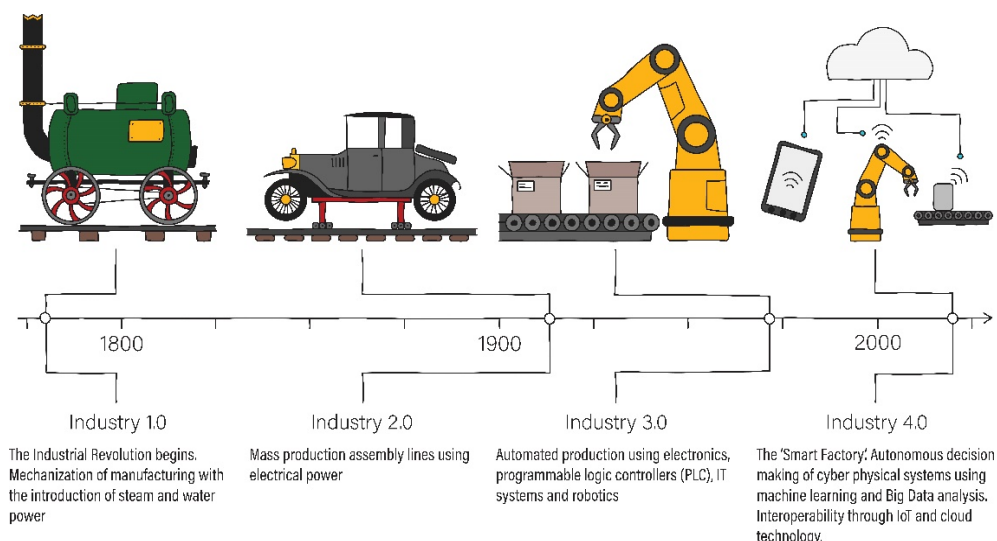 1800
1900
2000
Industry 1.0
The Industrial Revolution begins.
Mechanization of manufacturing with
the introduction of steam and water
power
Industry 2.0
Mass production assembly lines using
electrical power
Industry 3.0
Automated production using electronics,
programmable logic controllers (PLC), IT
systems and robotics
Industry 4.0
The ‘Smart Factory’. Autonomous decision
making of cyber physical systems using
machine learning and Big Data analysis.
Interoperability through IoT and cloud
technology.